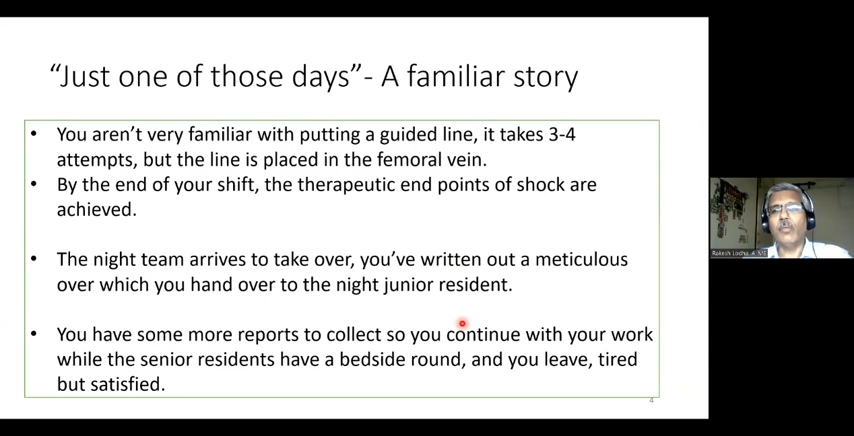 “Just one of those days”- A familiar story
• You aren’t very familiar with putting a guided line, it takes 3-4
attempts, but the line is placed in the femoral vein.
• By the end of your shift, the therapeutic end points of shock are
achieved.
• The night team arrives to take over, you’ve written out a meticulous
over which you hand over to the night junior resident.
• You have some more reports to collect so you continue with your work
while the senior residents have a bedside round, and you leave, tired
but satisfied.
4
Rakesh Lodha